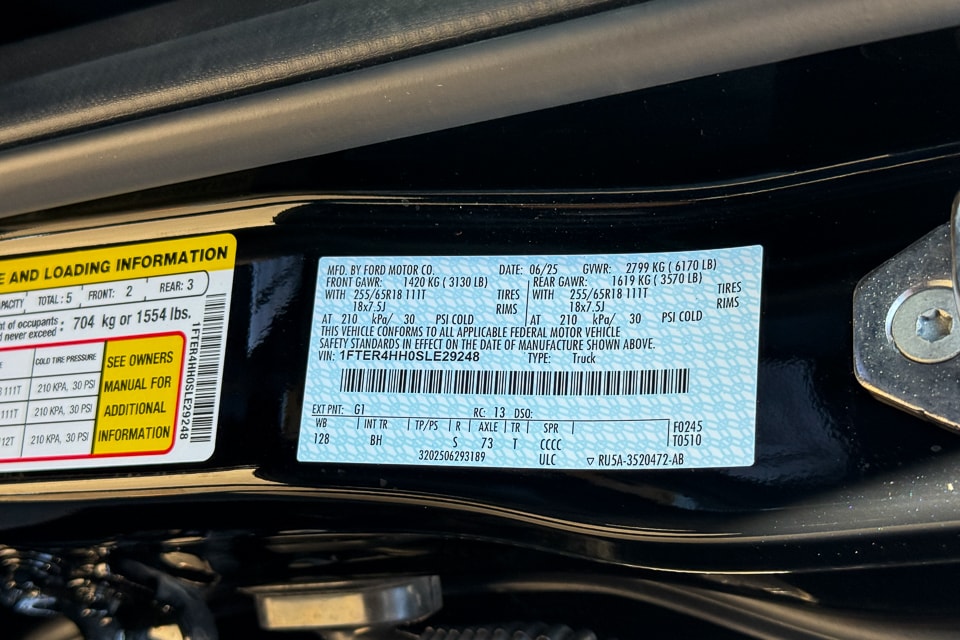 E AND LOADING INFORMATION
PACITY TOTAL: 5 FRONT: 2 REAR: 3
nt of occupants : 704 kg or 1554 lbs.
d never exceed
E COLD TIRE PRESSURE SEE OWNERS
111T 210 KPA, 30 PSI MANUAL FOR
111T 210 KPA, 30 PSI ADDITIONAL
12T 210 KPA, 30 PSI INFORMATION
1FTER4HH0SLE29248
MFD. BY FORD MOTOR CO. DATE: 06/25 GVWR: 2799 KG ( 6170 LB)
FRONT GAWR: 1420 KG ( 3130 LB) REAR GAWR: 1619 KG ( 3570 LB)
WITH 255/65R18 111T TIRES WITH 255/65R18 111T TIRES
18x7.5J RIMS 18x7.5J RIMS
AT 210 kPa/ 30 PSI COLD AT 210 kPa/ 30 PSI COLD
THIS VEHICLE CONFORMS TO ALL APPLICABLE FEDERAL MOTOR VEHICLE
SAFETY STANDARDS IN EFFECT ON THE DATE OF MANUFACTURE SHOWN ABOVE.
VIN: 1FTER4HH0SLE29248 TYPE: Truck
EXT PNT: G1 RC: 13 DSO:
WB INT TR TP/PS R AXLE TR SPR F0245
128 BH S 73 T CCCC T0510
3202506293189 ULC ▽ RU5A-3520472-AB